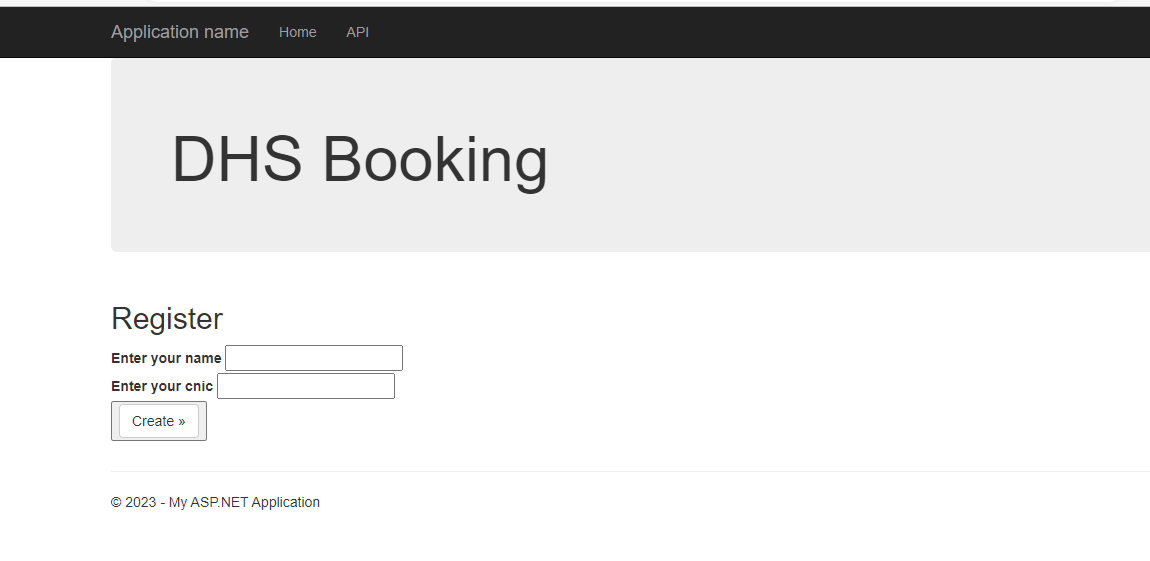 Application name Home API
DHS Booking
Register
Enter your name
Enter your cnic
Create »
© 2023 - My ASP.NET Application